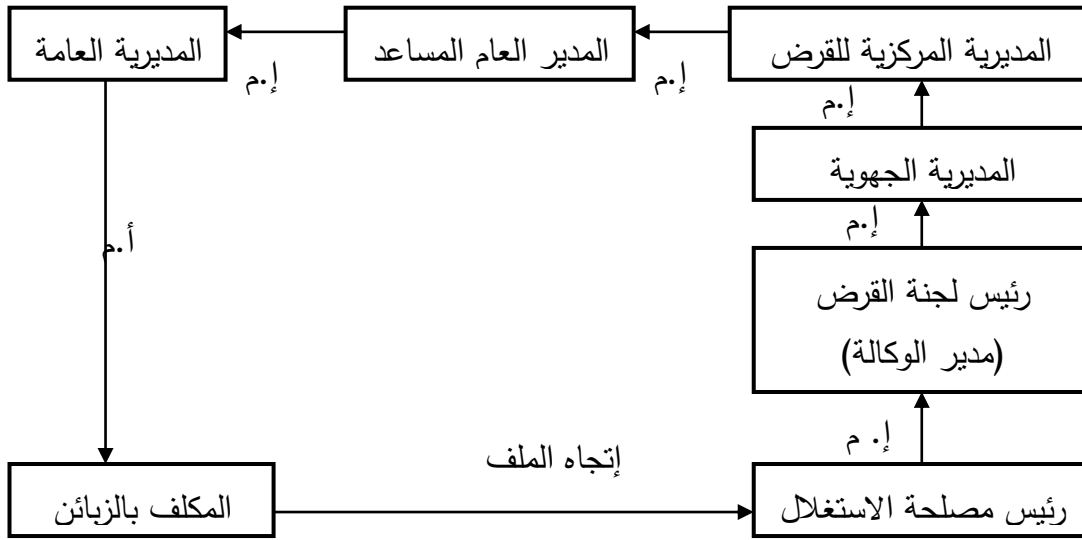 المديرية المركزية للقرض
المدير العام المساعد
المديرية العامة
إ.م
إ.م
إ.م
المديرية الجهوية
إ.م
أ.م
رئيس لجنة القرض
(مدير الوكالة)
إ. م
إتجاه الملف
رئيس مصلحة الاستغلال
المكلف بالزبائن